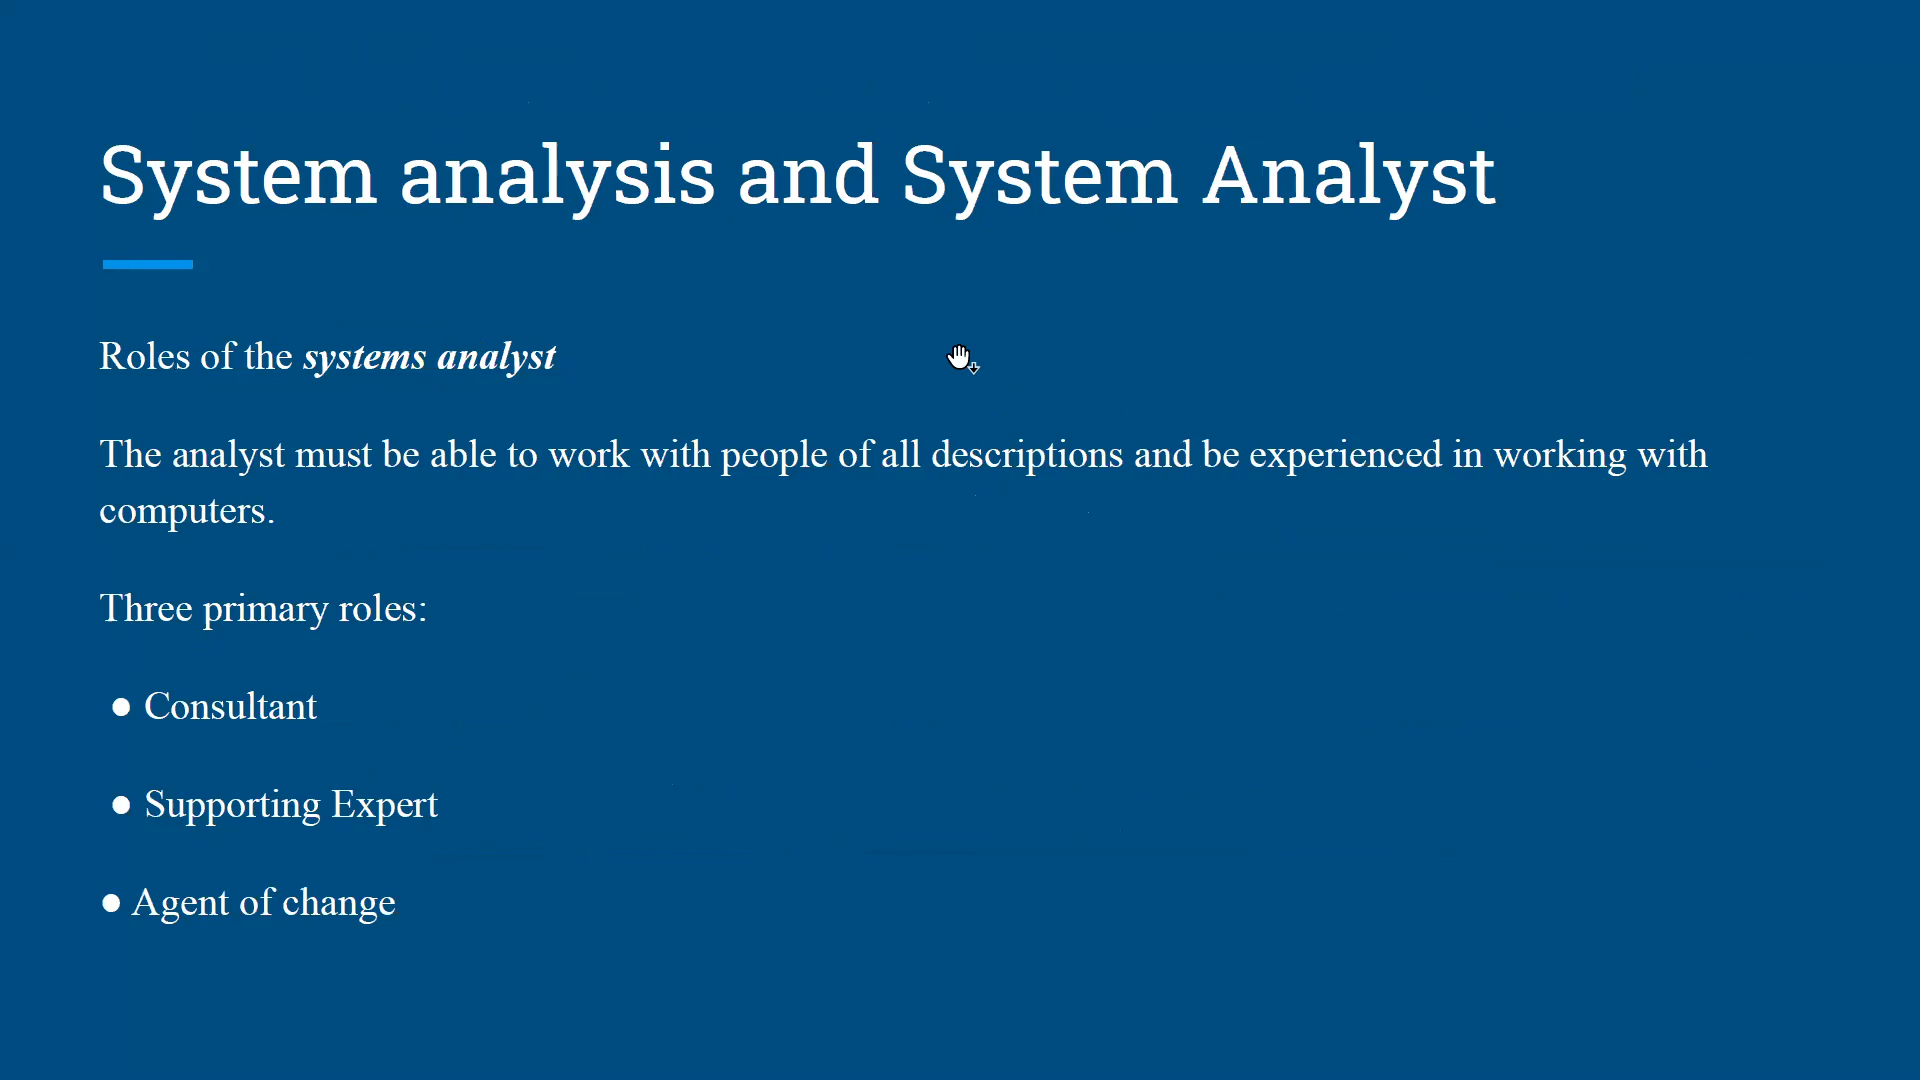 System analysis and System Analyst
Roles of the systems analyst
The analyst must be able to work with people of all descriptions and be experienced in working with
computers.
Three primary roles:
● Consultant
● Supporting Expert
● Agent of change